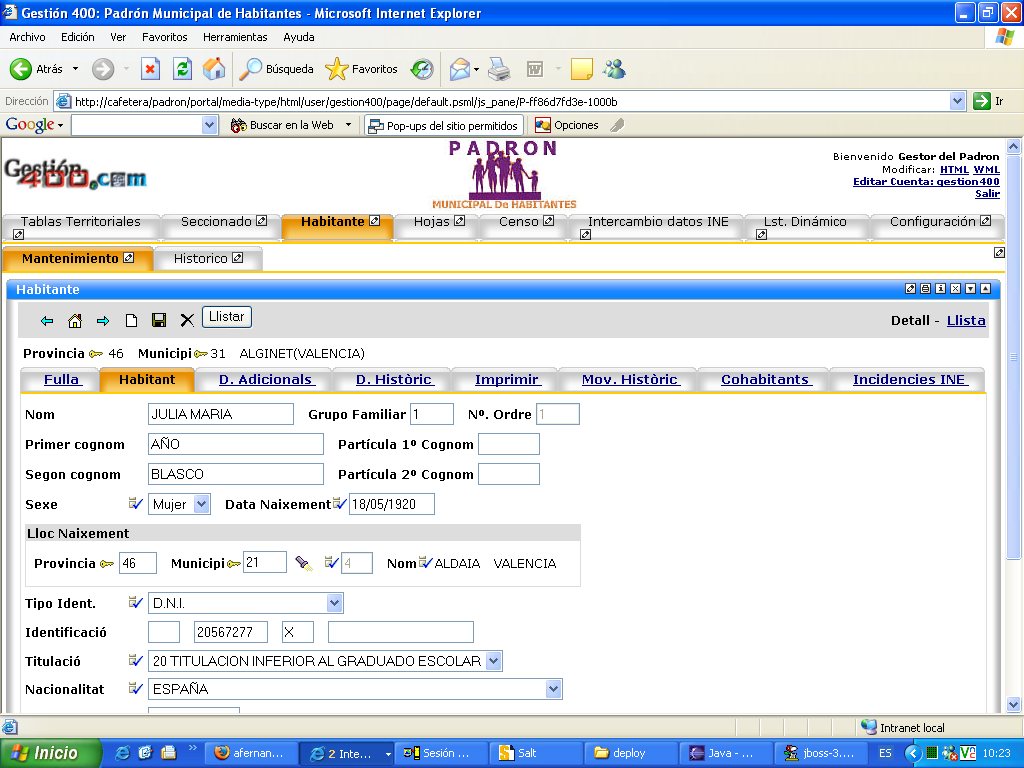 Gestión 400: Padrón Municipal de Habitantes - Microsoft Internet Explorer
Archivo Edición Ver Favoritos Herramientas Ayuda
Atrás Búsqueda Favoritos
Dirección http://cafetera/padron/portal/media-type/html/user/gestion400/page/default.psml/js_pane/P-ff86d7fd3e-1000b Ir
Google Buscar en la Web Pop-ups del sitio permitidos Opciones
Gestión 400.com
PADRON
MUNICIPAL De HABITANTES
Bienvenido Gestor del Padron
Modificar: HTML WML
Editar Cuenta: gestion400
Salir
Tablas Territoriales Seccionado Habitante Hojas Censo Intercambio datos INE Lst. Dinámico Configuración
Mantenimiento Historico
Habitante
Llistar Detall - Llista
Provincia 46 Municipi 31 ALGINET(VALENCIA)
Fulla Habitant D. Adicionals D. Històric Imprimir Mov. Històric Cohabitants Incidencies INE
Nom JULIA MARIA Grupo Familiar 1 Nº. Ordre 1
Primer cognom AÑO Partícula 1º Cognom
Segon cognom BLASCO Partícula 2º Cognom
Sexe Mujer Data Naixement 18/05/1920
Lloc Naixement
Provincia 46 Municipi 21 4 Nom ALDAIA VALENCIA
Tipo Ident. D.N.I.
Identificació 20567277 X
Titulació 20 TITULACION INFERIOR AL GRADUADO ESCOLAR
Nacionalitat ESPAÑA
Intranet local
Inicio afernan... 2 Inte... Sesión ... Salt deploy Java - ... jboss-3.... ES 10:23